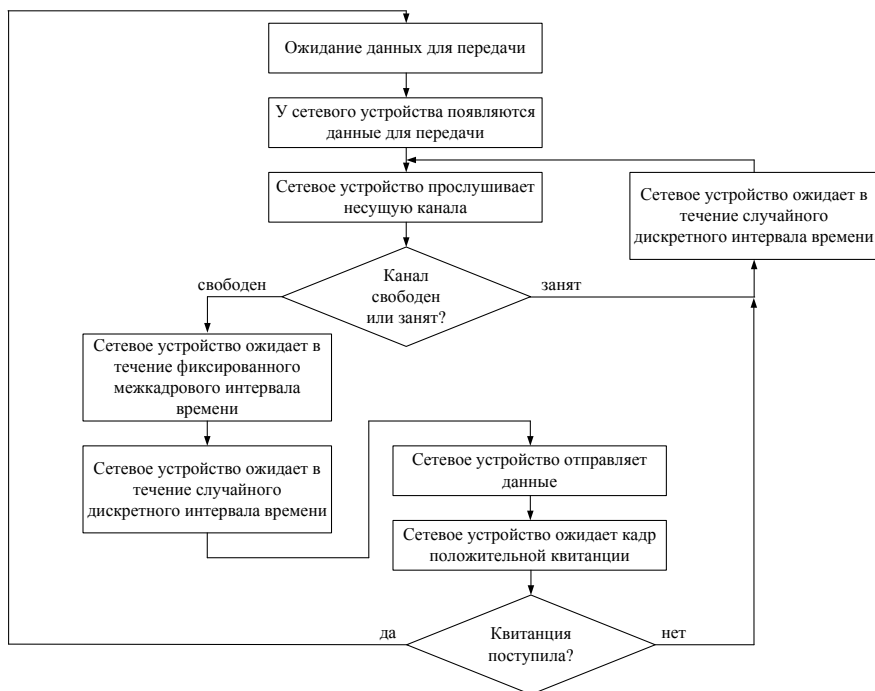 Ожидание данных для передачи
У сетевого устройства появляются
данные для передачи
Сетевое устройство прослушивает
несущую канала
Сетевое устройство ожидает в
течение случайного
дискретного интервала времени
Канал
свободен
или занят?
свободен
занят
Сетевое устройство ожидает в
течение фиксированного
межкадрового интервала
времени
Сетевое устройство ожидает в
течение случайного
дискретного интервала времени
Сетевое устройство отправляет
данные
Сетевое устройство ожидает кадр
положительной квитанции
Квитанция
поступила?
да
нет